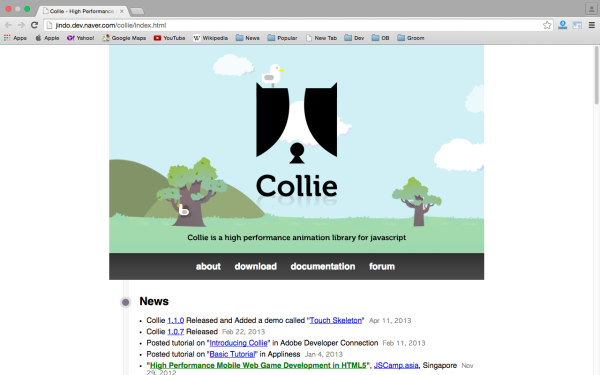 Collie - High Performance
jindo.dev.naver.com/collie/index.html
Apps Apple Yahoo! Google Maps YouTube Wikipedia News Popular New Tab Dev OB Groom
Collie
Collie is a high performance animation library for javascript
about download documentation forum
News
Collie 1.1.0 Released and Added a demo called "Touch Skeleton" Apr 11, 2013
Collie 1.0.7 Released Feb 22, 2013
Posted tutorial on "Introducing Collie" in Adobe Developer Connection Feb 11, 2013
Posted tutorial on "Basic Tutorial" in Appliness Jan 4, 2013
"High Performance Mobile Web Game Development in HTML5", JSCamp.asia, Singapore Nov
29, 2012